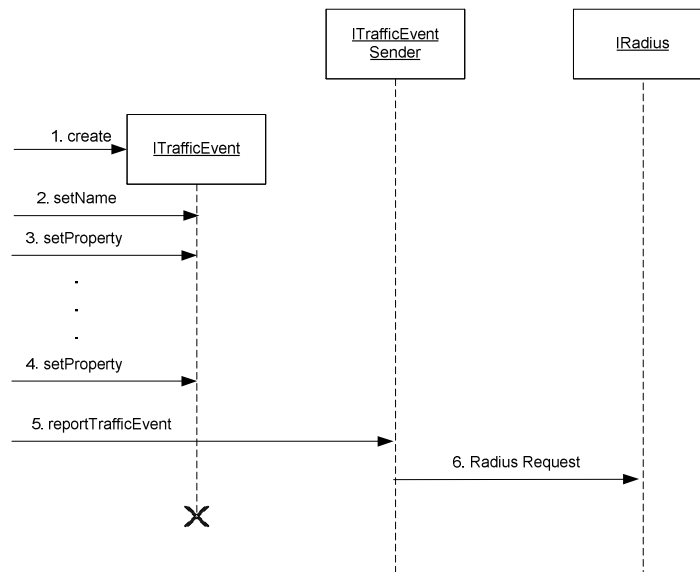 ITrafficEvent
Sender
IRadius
1. create
ITrafficEvent
2. setName
3. setProperty
.
.
.
4. setProperty
5. reportTrafficEvent
6. Radius Request